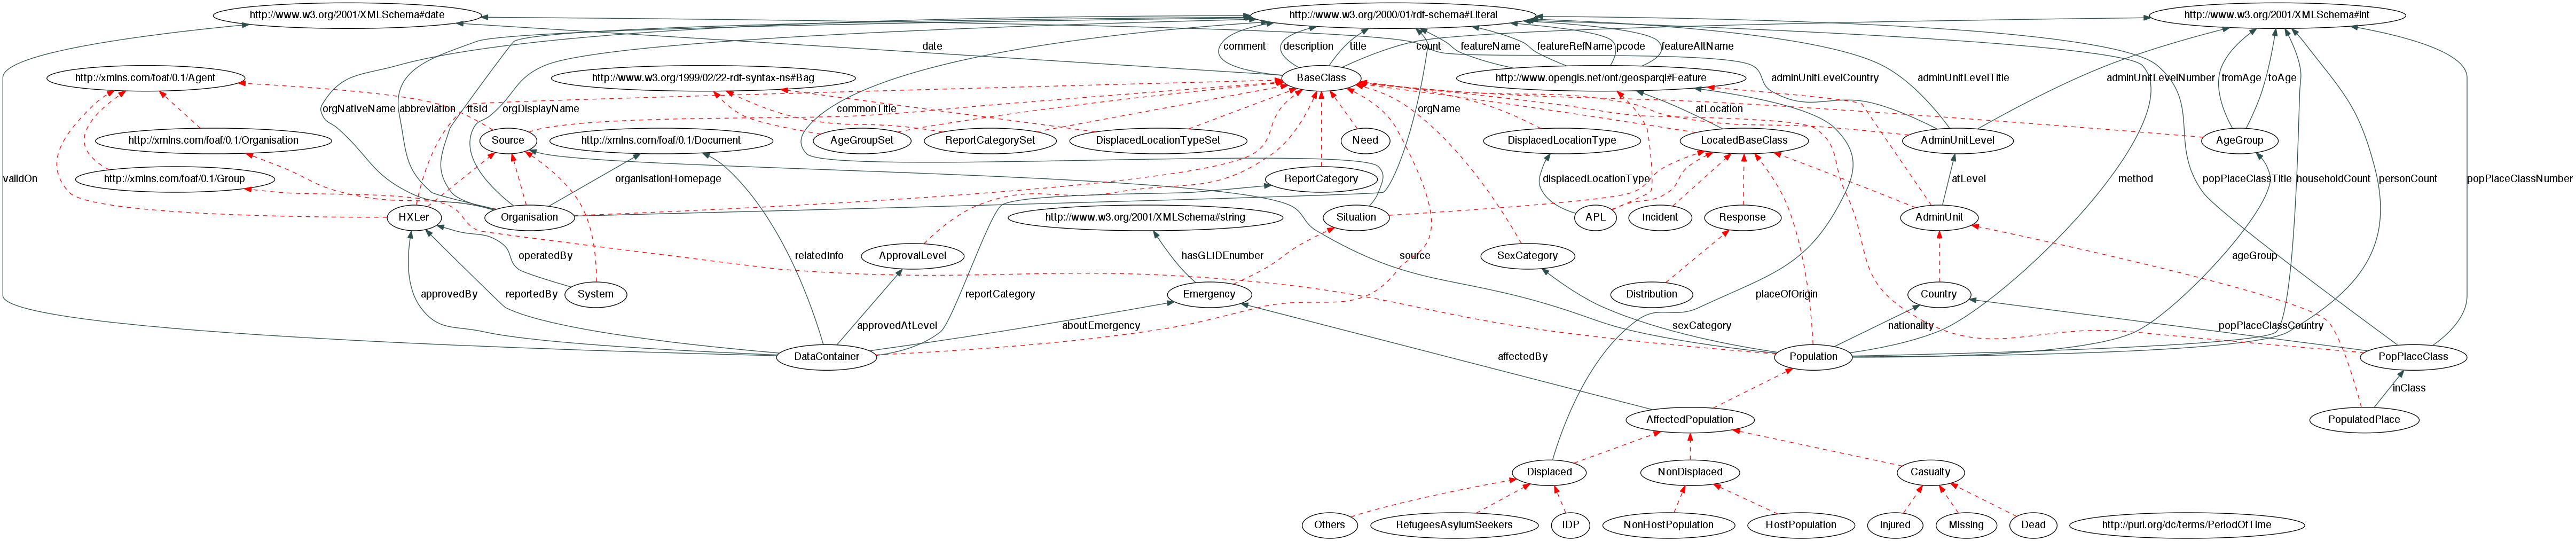 http://www.w3.org/2001/XMLSchema#date
http://www.w3.org/2000/01/rdf-schema#Literal
http://www.w3.org/2001/XMLSchema#int
date
comment
description
title
count
featureName
featureRefName
pcode
featureAltName
http://xmlns.com/foaf/0.1/Agent
http://www.w3.org/1999/02/22-rdf-syntax-ns#Bag
BaseClass
http://www.opengis.net/ont/geosparql#Feature
adminUnitLevelCountry
adminUnitLevelTitle
adminUnitLevelNumber
fromAge
toAge
orgNativeName
abbreviation
ftsId
orgDisplayName
commonTitle
orgName
atLocation
http://xmlns.com/foaf/0.1/Organisation
Source
http://xmlns.com/foaf/0.1/Document
AgeGroupSet
ReportCategorySet
DisplacedLocationTypeSet
Need
DisplacedLocationType
LocatedBaseClass
AdminUnitLevel
AgeGroup
validOn
http://xmlns.com/foaf/0.1/Group
organisationHomepage
ReportCategory
displacedLocationType
atLevel
method
popPlaceClassTitle
householdCount
personCount
popPlaceClassNumber
HXLer
Organisation
http://www.w3.org/2001/XMLSchema#string
Situation
APL
Incident
Response
AdminUnit
operatedBy
relatedInfo
ApprovalLevel
hasGLIDEnumber
SexCategory
source
ageGroup
System
approvedBy
reportedBy
reportCategory
Emergency
Distribution
placeOfOrigin
Country
approvedAtLevel
aboutEmergency
sexCategory
nationality
popPlaceClassCountry
DataContainer
affectedBy
Population
PopPlaceClass
inClass
AffectedPopulation
PopulatedPlace
Displaced
NonDisplaced
Casualty
Others
RefugeesAsylumSeekers
IDP
NonHostPopulation
HostPopulation
Injured
Missing
Dead
http://purl.org/dc/terms/PeriodOfTime